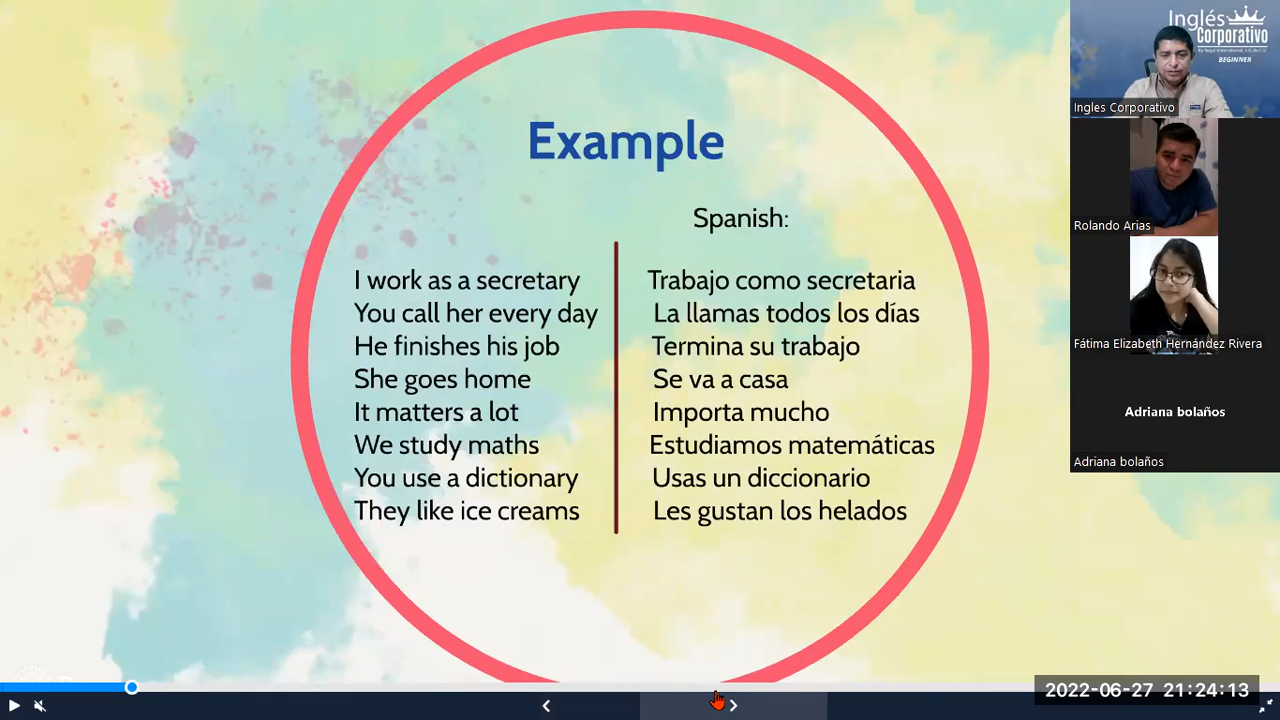 Example
Spanish:
I work as a secretary
You call her every day
He finishes his job
She goes home
It matters a lot
We study maths
You use a dictionary
They like ice creams
Trabajo como secretaria
La llamas todos los días
Termina su trabajo
Se va a casa
Importa mucho
Estudiamos matemáticas
Usas un diccionario
Les gustan los helados
Inglés
Corporativo
BEGINNER
Ingles Corporativo
Rolando Arias
Fátima Elizabeth Hernández Rivera
Adriana bolaños
Adriana bolaños
2022-06-27 21:24:13